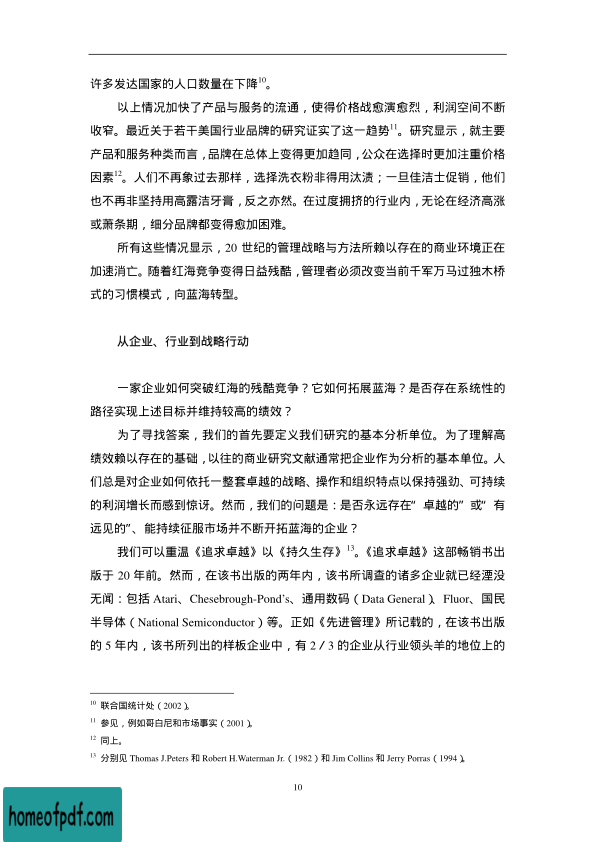 许多发达国家的人口数量在下降10。
以上情况加快了产品与服务的流通，使得价格战愈演愈烈，利润空间不断
收窄。最近关于若干美国行业品牌的研究证实了这一趋势11。研究显示，就主要
产品和服务种类而言，品牌在总体上变得更加趋同，公众在选择时更加注重价格
因素12。人们不再象过去那样，选择洗衣粉非得用汰渍；一旦佳洁士促销，他们
也不再非坚持用高露洁牙膏，反之亦然。在过度拥挤的行业内，无论在经济高涨
或萧条期，细分品牌都变得愈加困难。
所有这些情况显示，20 世纪的管理战略与方法所赖以存在的商业环境正在
加速消亡。随着红海竞争变得日益残酷，管理者必须改变当前千军万马过独木桥
式的习惯模式，向蓝海转型。
从企业、行业到战略行动
一家企业如何突破红海的残酷竞争？它如何拓展蓝海？是否存在系统性的
路径实现上述目标并维持较高的绩效？
为了寻找答案，我们的首先要定义我们研究的基本分析单位。为了理解高
绩效赖以存在的基础，以往的商业研究文献通常把企业作为分析的基本单位。人
们总是对企业如何依托一整套卓越的战略、操作和组织特点以保持强劲、可持续
的利润增长而感到惊讶。然而，我们的问题是：是否永远存在“卓越的”或“有
远见的”、能持续征服市场并不断开拓蓝海的企业？
我们可以重温《追求卓越》以《持久生存》13。《追求卓越》这部畅销书出
版于 20 年前。然而，在该书出版的两年内，该书所调查的诸多企业就已经湮没
无闻：包括 Atari、Chesebrough-Pond’s、通用数码（Data General）、Fluor、国民
半导体（National Semiconductor）等。正如《先进管理》所记载的，在该书出版
的 5 年内，该书所列出的样板企业中，有 2／3 的企业从行业领头羊的地位上的
10 联合国统计处（2002）。
11 参见，例如哥白尼和市场事实（2001）。
12 同上。
13 分别见 Thomas J.Peters 和 Robert H.Waterman Jr.（1982）和 Jim Collins 和 Jerry Porras（1994）。
10
homeofpdf.com